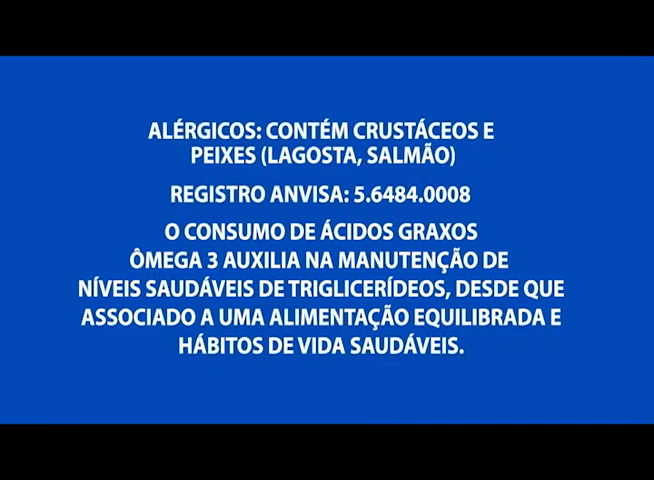 ALÉRGICOS: CONTÉM CRUSTÁCEOS E
PEIXES (LAGOSTA, SALMÃO)
REGISTRO ANVISA: 5.6484.0008
O CONSUMO DE ÁCIDOS GRAXOS
ÔMEGA 3 AUXILIA NA MANUTENÇÃO DE
NÍVEIS SAUDÁVEIS DE TRIGLICERÍDEOS, DESDE QUE
ASSOCIADO A UMA ALIMENTAÇÃO EQUILIBRADA E
HÁBITOS DE VIDA SAUDÁVEIS.